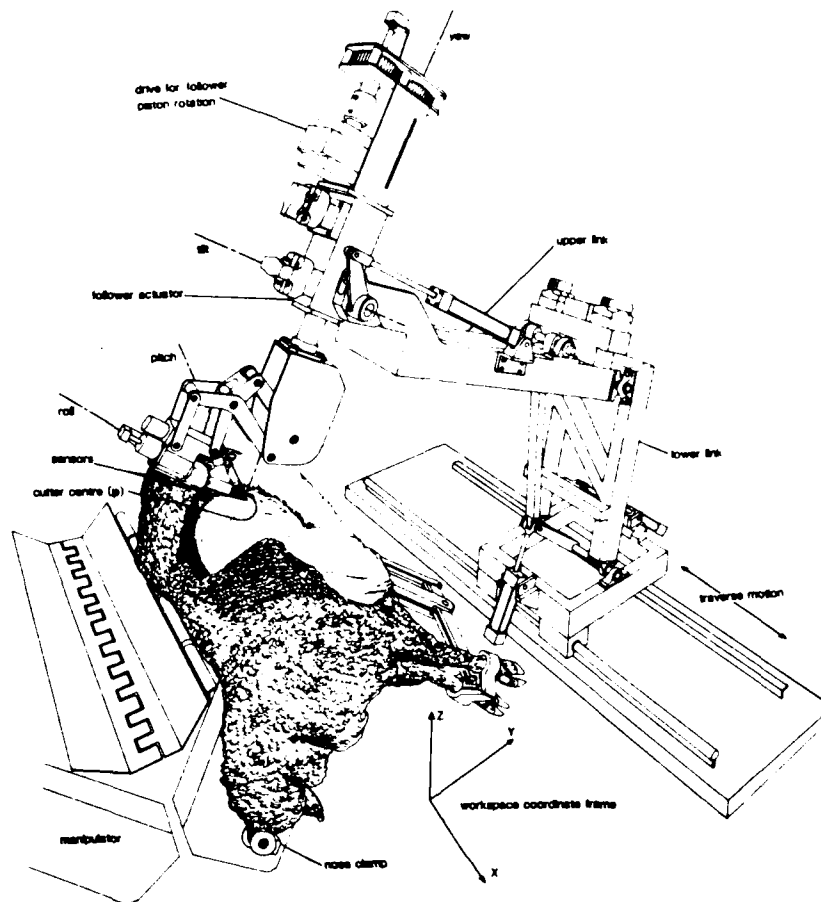 yaw
drive for follower
piston rotation
tilt
upper link
follower actuator
pitch
roll
lower link
sensors
cutter centre (p)
traverse motion
Z
Y
workspace coordinate frame
manipulator
nose clamp
X